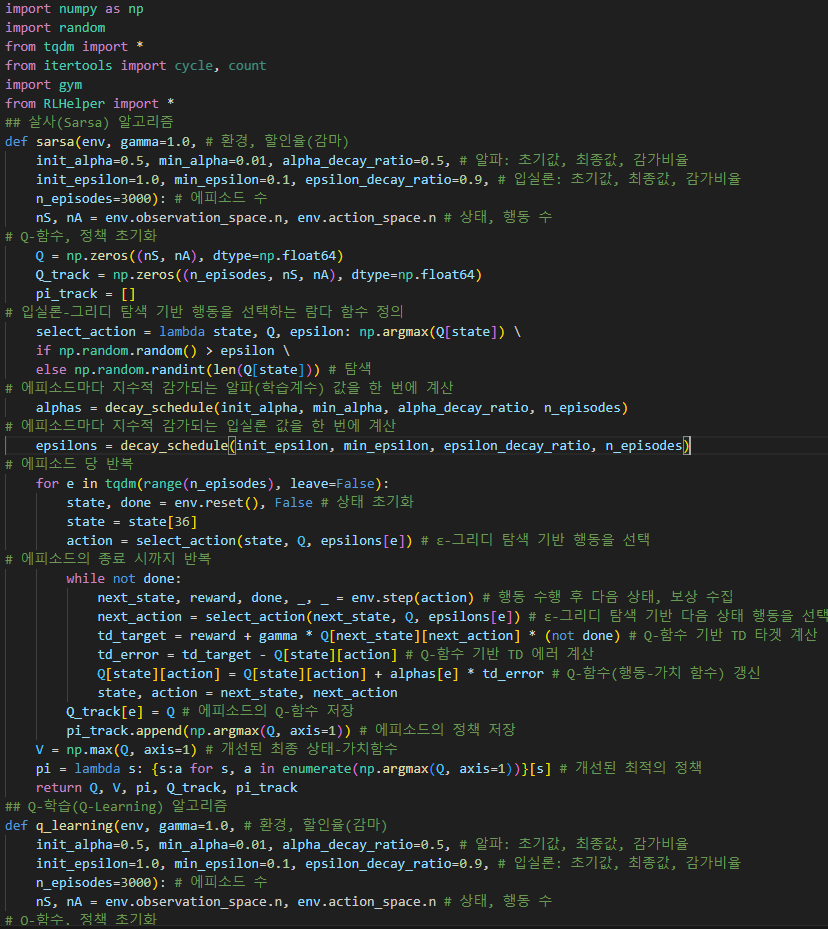 import numpy as np
import random
from tqdm import *
from itertools import cycle, count
import gym
from RLHelper import *
## 살사(Sarsa) 알고리즘
def sarsa(env, gamma=1.0, # 환경, 할인율(감마)
    init_alpha=0.5, min_alpha=0.01, alpha_decay_ratio=0.5, # 알파: 초기값, 최종값, 감가비율
    init_epsilon=1.0, min_epsilon=0.1, epsilon_decay_ratio=0.9, # 입실론: 초기값, 최종값, 감가비율
    n_episodes=3000): # 에피소드 수
    nS, nA = env.observation_space.n, env.action_space.n # 상태, 행동 수
# Q-함수, 정책 초기화
    Q = np.zeros((nS, nA), dtype=np.float64)
    Q_track = np.zeros((n_episodes, nS, nA), dtype=np.float64)
    pi_track = []
# 입실론-그리디 탐색 기반 행동을 선택하는 람다 함수 정의
    select_action = lambda state, Q, epsilon: np.argmax(Q[state]) \
    if np.random.random() > epsilon \
    else np.random.randint(len(Q[state])) # 탐색
# 에피소드마다 지수적 감가되는 알파(학습계수) 값을 한 번에 계산
    alphas = decay_schedule(init_alpha, min_alpha, alpha_decay_ratio, n_episodes)
# 에피소드마다 지수적 감가되는 입실론 값을 한 번에 계산
    epsilons = decay_schedule(init_epsilon, min_epsilon, epsilon_decay_ratio, n_episodes)
# 에피소드 당 반복
    for e in tqdm(range(n_episodes), leave=False):
        state, done = env.reset(), False # 상태 초기화
        state = state[36]
        action = select_action(state, Q, epsilons[e]) # ε-그리디 탐색 기반 행동을 선택
# 에피소드의 종료 시까지 반복
        while not done:
            next_state, reward, done, _, _ = env.step(action) # 행동 수행 후 다음 상태, 보상 수집
            next_action = select_action(next_state, Q, epsilons[e]) # ε-그리디 탐색 기반 다음 상태 행동을 선택
            td_target = reward + gamma * Q[next_state][next_action] * (not done) # Q-함수 기반 TD 타겟 계산
            td_error = td_target - Q[state][action] # Q-함수 기반 TD 에러 계산
            Q[state][action] = Q[state][action] + alphas[e] * td_error # Q-함수(행동-가치 함수) 갱신
            state, action = next_state, next_action
        Q_track[e] = Q # 에피소드의 Q-함수 저장
        pi_track.append(np.argmax(Q, axis=1)) # 에피소드의 정책 저장
    V = np.max(Q, axis=1) # 개선된 최종 상태-가치함수
    pi = lambda s: {s:a for s, a in enumerate(np.argmax(Q, axis=1))}[s] # 개선된 최적의 정책
    return Q, V, pi, Q_track, pi_track
## Q-학습(Q-Learning) 알고리즘
def q_learning(env, gamma=1.0, # 환경, 할인율(감마)
    init_alpha=0.5, min_alpha=0.01, alpha_decay_ratio=0.5, # 알파: 초기값, 최종값, 감가비율
    init_epsilon=1.0, min_epsilon=0.1, epsilon_decay_ratio=0.9, # 입실론: 초기값, 최종값, 감가비율
    n_episodes=3000): # 에피소드 수
    nS, nA = env.observation_space.n, env.action_space.n # 상태, 행동 수
# Q-함수, 정책 초기화